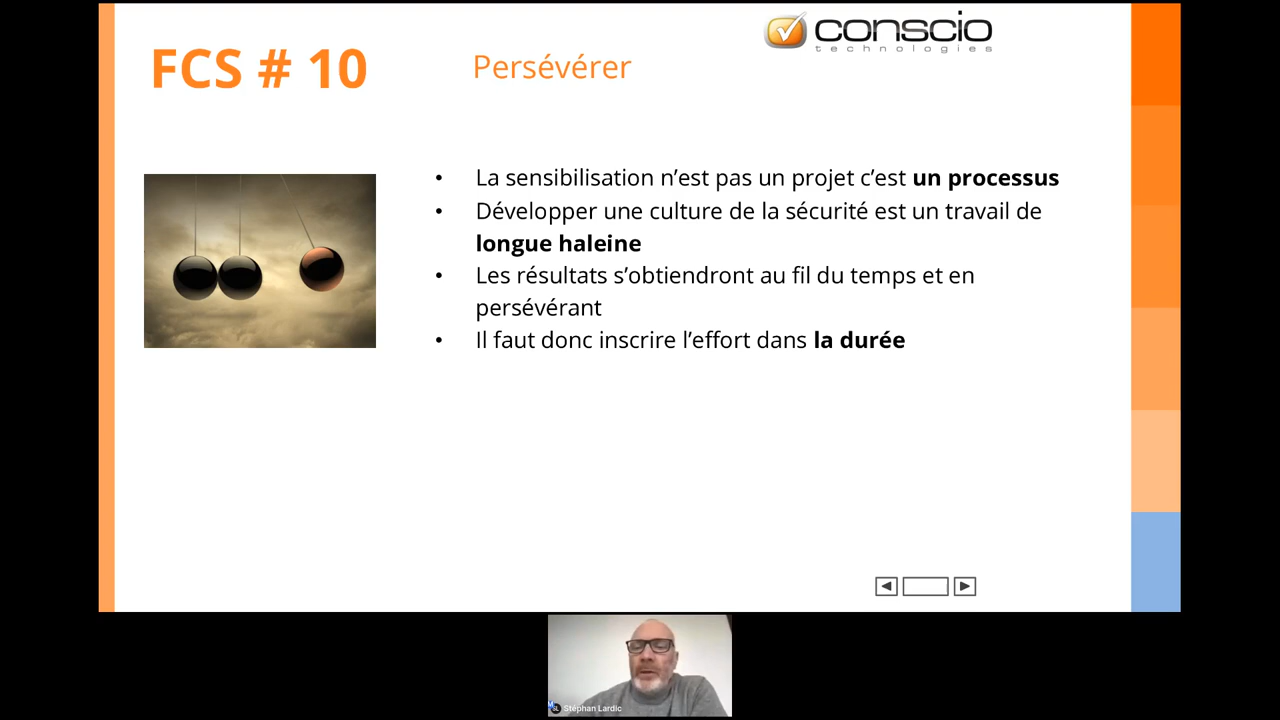 conscio
technologies
FCS # 10
Persévérer
• La sensibilisation n’est pas un projet c’est un processus
• Développer une culture de la sécurité est un travail de
longue haleine
• Les résultats s’obtiendront au fil du temps et en
persévérant
• Il faut donc inscrire l’effort dans la durée
SL Stéphan Lardic